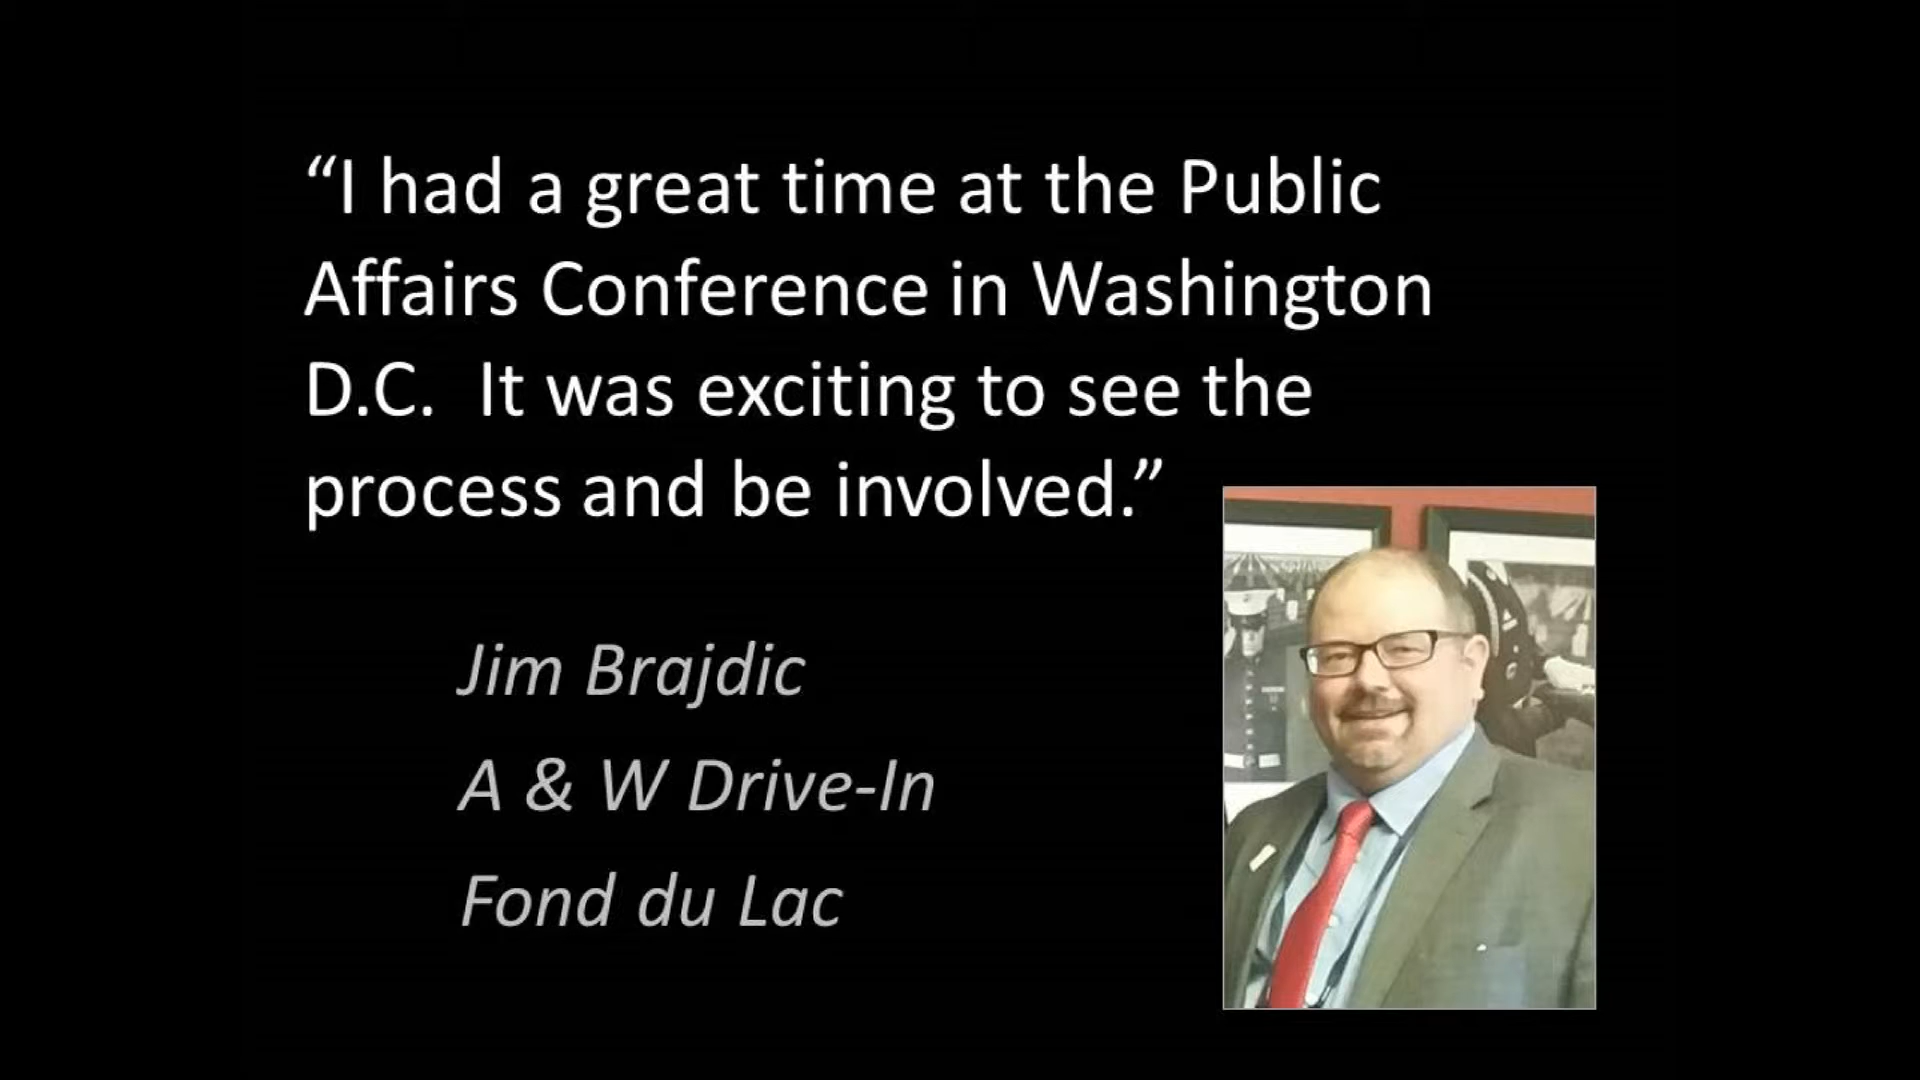 “I had a great time at the Public
Affairs Conference in Washington
D.C.  It was exciting to see the
process and be involved.”
Jim Brajdic
A & W Drive-In
Fond du Lac